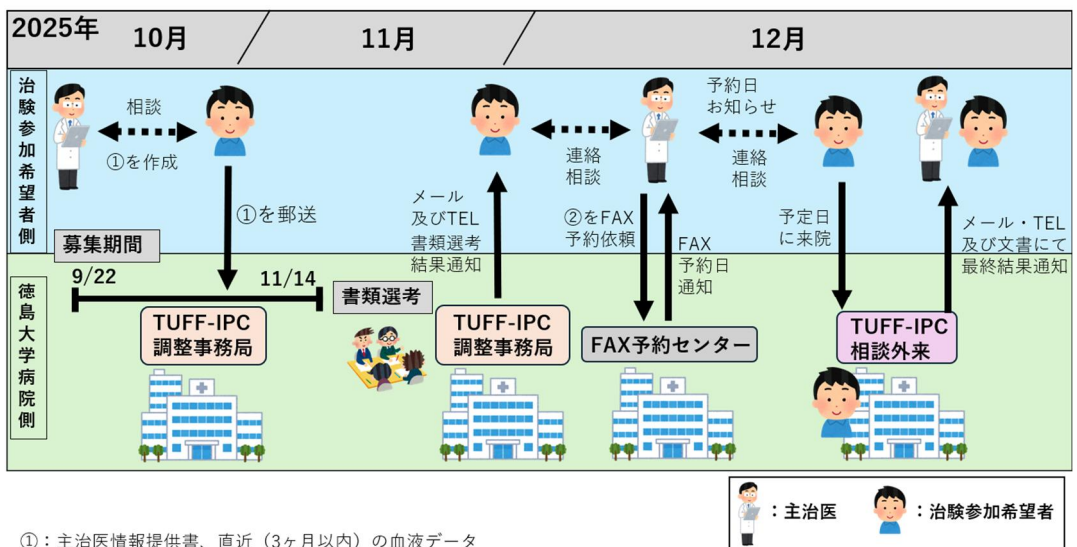 2025年
10月
11月
12月
治験参加希望者側
相談
①を作成
①を郵送
メール
及びTEL
書類選考
結果通知
連絡
相談
②をFAX
予約依頼
FAX
予約日
通知
予約日
お知らせ
連絡
相談
予定日
に来院
メール・TEL
及び文書にて
最終結果通知
募集期間
9/22
11/14
書類選考
徳島大学病院側
TUFF-IPC
調整事務局
TUFF-IPC
調整事務局
FAX予約センター
TUFF-IPC
相談外来
：主治医
：治験参加希望者
①：主治医情報提供書、直近（3ヶ月以内）の血液データ